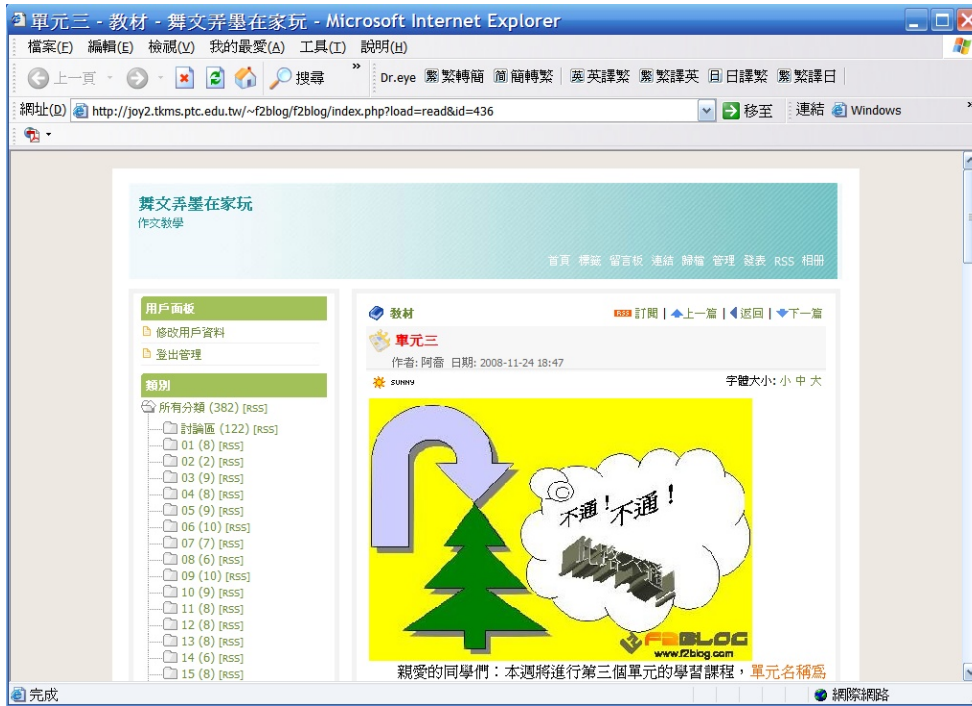 單元三 - 教材 - 舞文弄墨在家玩 - Microsoft Internet Explorer
檔案(F) 編輯(E) 檢視(V) 我的最愛(A) 工具(T) 說明(H)
上一頁 搜尋 » Dr.eye 繁 繁轉簡 簡 簡轉繁 英 英譯繁 繁 繁譯英 日 日譯繁 繁 繁譯日
網址(D) http://joy2.tkms.ptc.edu.tw/~f2blog/f2blog/index.php?load=read&id=436 移至 連結 Windows »
舞文弄墨在家玩
作文教學
首頁 標籤 留言板 連結 歸檔 管理 發表 RSS 相冊
用戶面板
修改用戶資料
登出管理
類別
所有分類 (382) [RSS]
討論區 (122) [RSS]
01 (8) [RSS]
02 (2) [RSS]
03 (9) [RSS]
04 (8) [RSS]
05 (9) [RSS]
06 (10) [RSS]
07 (7) [RSS]
08 (6) [RSS]
09 (10) [RSS]
10 (9) [RSS]
11 (8) [RSS]
12 (8) [RSS]
13 (8) [RSS]
14 (6) [RSS]
15 (8) [RSS]
教材
RSS 訂閱 | 上一篇 | 返回 | 下一篇
單元三
作者: 阿喬 日期: 2008-11-24 18:47
SUNNY
字體大小: 小 中 大
不通！不通！
此路不通
F2BLOG
www.f2blog.com
親愛的同學們：本週將進行第三個單元的學習課程，單元名稱為
完成 網際網路